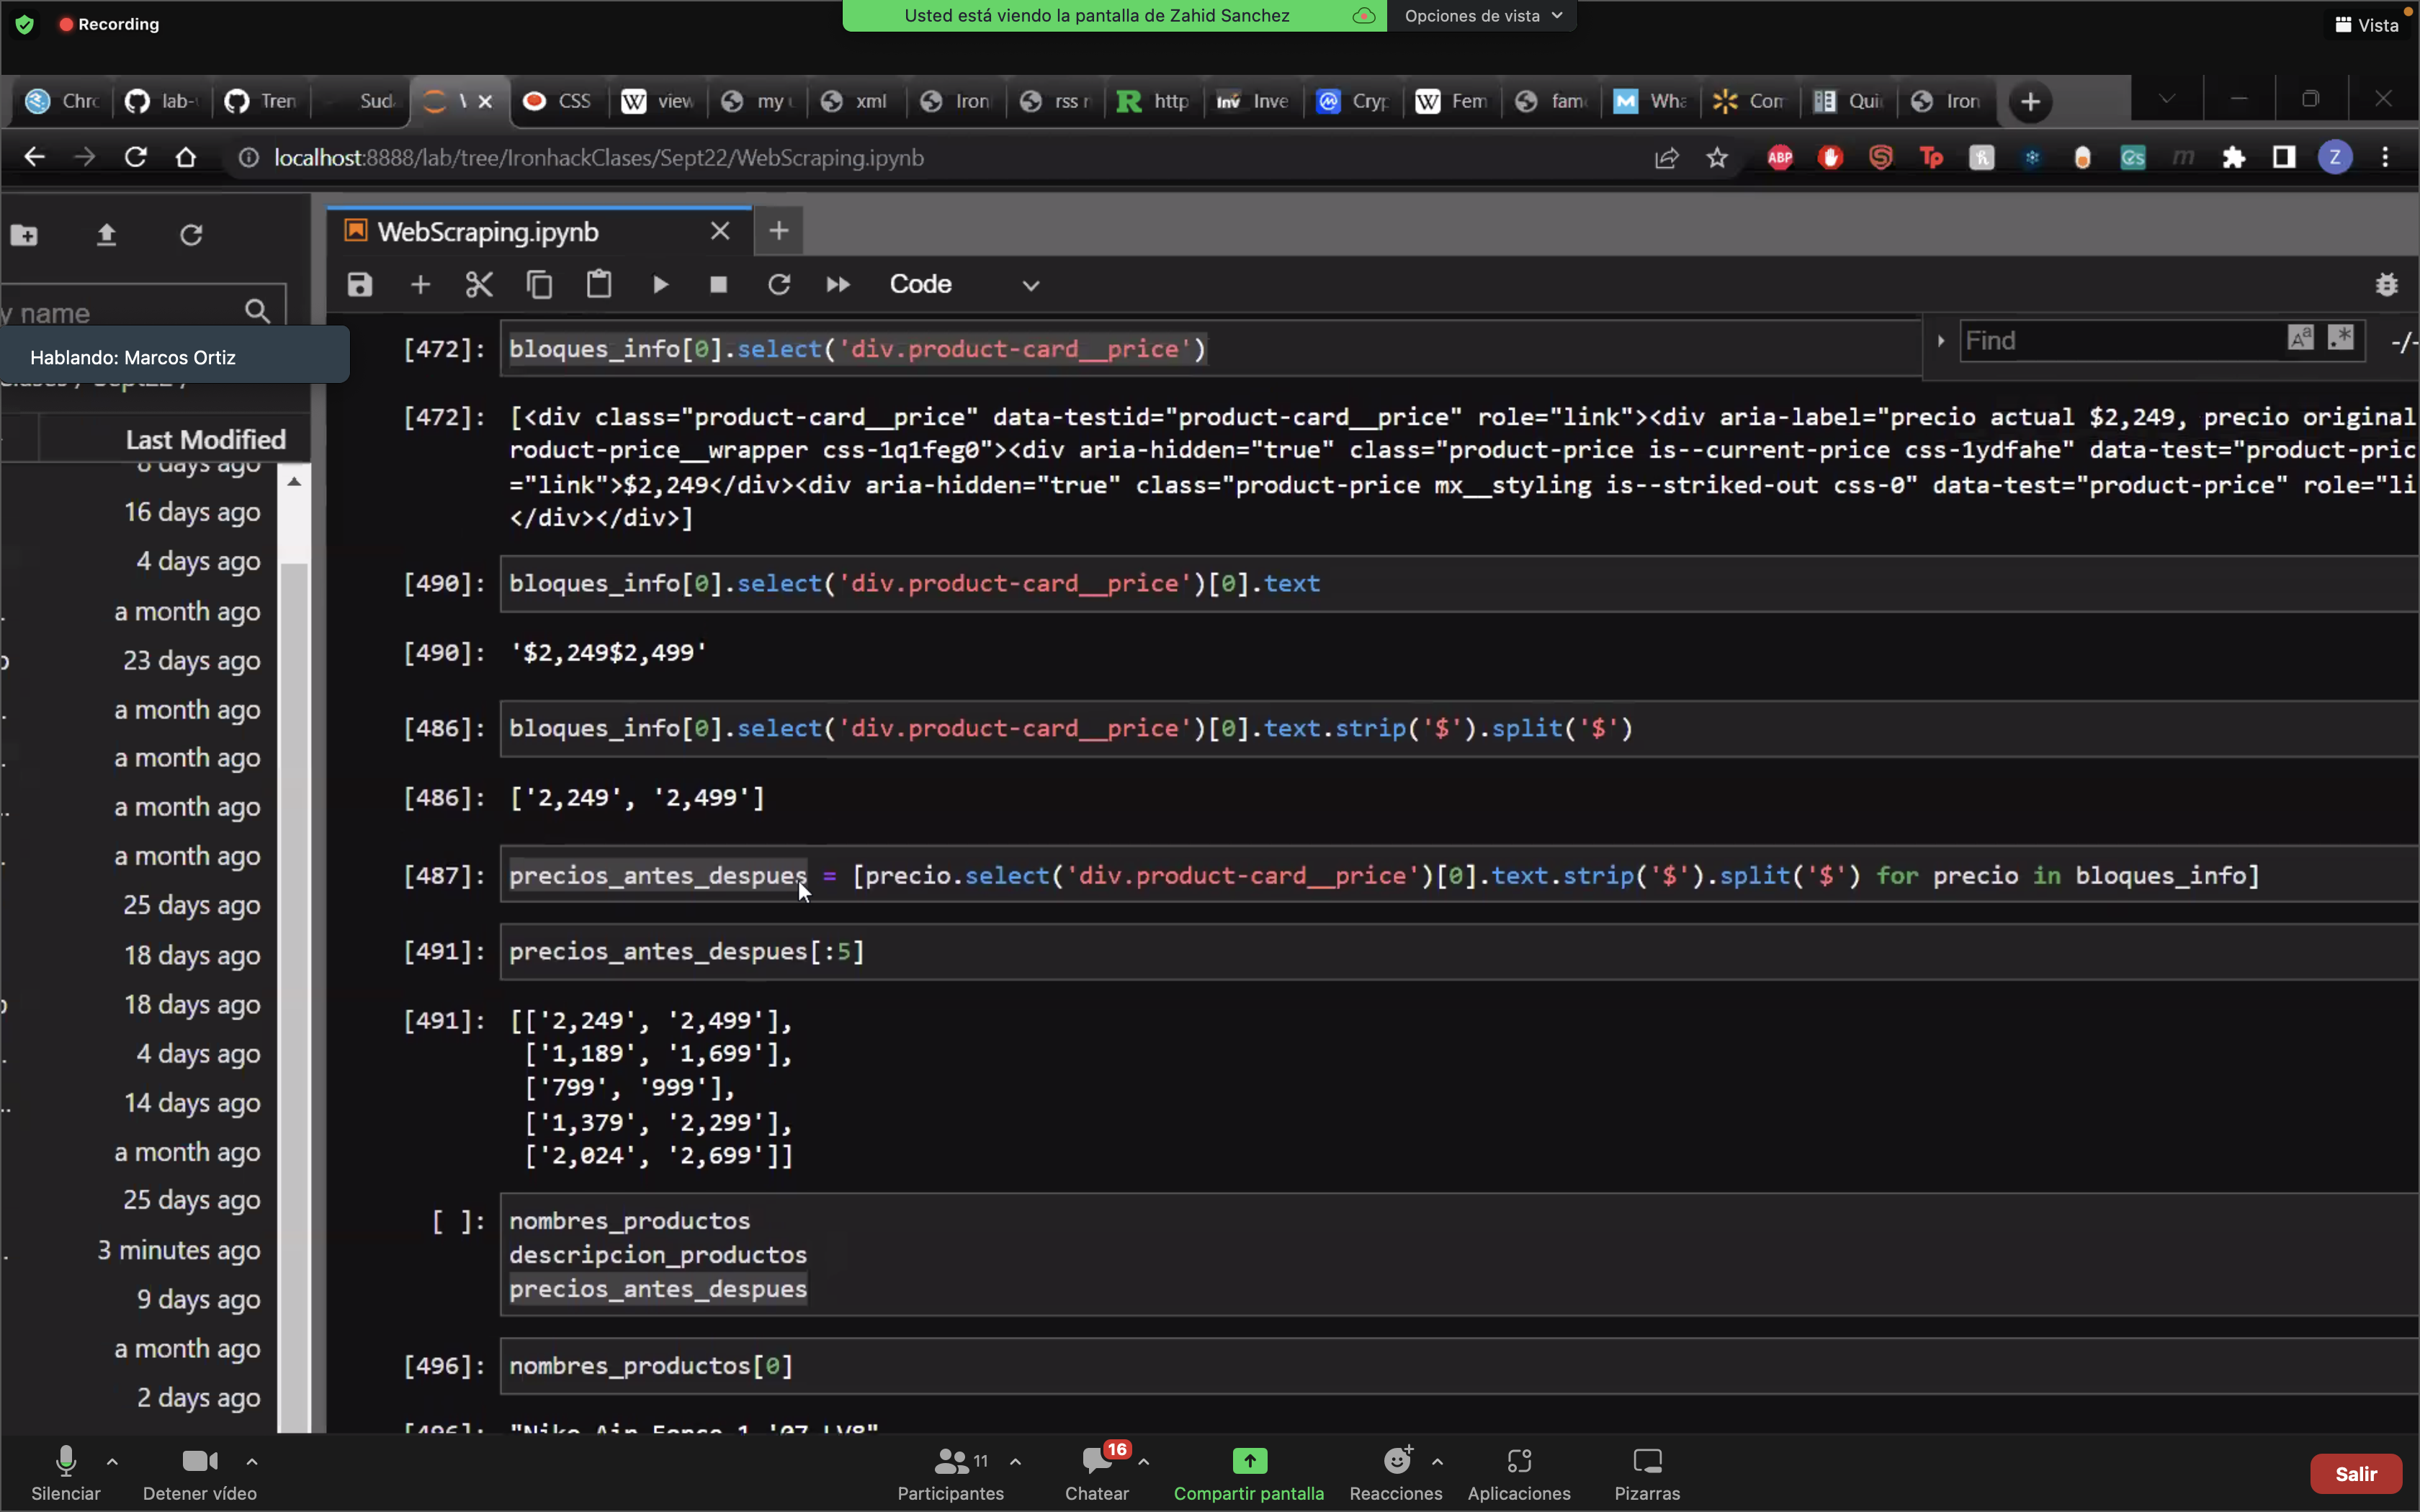 Recording
Usted está viendo la pantalla de Zahid Sanchez
Opciones de vista
Vista
Chrc
lab-
Tren
Sud
CSS
view
my
xml
Iron
rss r
http
Inve
Cryp
Fem
fam
Wha
Com
Qui
Iron
localhost:8888/lab/tree/IronhackClases/Sept22/WebScraping.ipynb
WebScraping.ipynb
Code
y name
Find
Hablando: Marcos Ortiz
Last Modified
8 days ago
16 days ago
4 days ago
a month ago
23 days ago
a month ago
a month ago
a month ago
a month ago
25 days ago
18 days ago
18 days ago
4 days ago
14 days ago
a month ago
25 days ago
3 minutes ago
9 days ago
a month ago
2 days ago
[472]: bloques_info[0].select('div.product-card__price')
[472]: [<div class="product-card__price" data-testid="product-card__price" role="link"><div aria-label="precio actual $2,249, precio original
roduct-price__wrapper css-1q1feg0"><div aria-hidden="true" class="product-price is--current-price css-1ydfahe" data-test="product-pric
="link">$2,249</div><div aria-hidden="true" class="product-price mx__styling is--striked-out css-0" data-test="product-price" role="li
</div></div>]
[490]: bloques_info[0].select('div.product-card__price')[0].text
[490]: '$2,249$2,499'
[486]: bloques_info[0].select('div.product-card__price')[0].text.strip('$').split('$')
[486]: ['2,249', '2,499']
[487]: precios_antes_despues = [precio.select('div.product-card__price')[0].text.strip('$').split('$') for precio in bloques_info]
[491]: precios_antes_despues[:5]
[491]: [['2,249', '2,499'],
['1,189', '1,699'],
['799', '999'],
['1,379', '2,299'],
['2,024', '2,699']]
[ ]: nombres_productos
descripcion_productos
precios_antes_despues
[496]: nombres_productos[0]
[496]: "Nike Air Force 1 '07 LV8"
Silenciar
Detener vídeo
11
Participantes
16
Chatear
Compartir pantalla
Reacciones
Aplicaciones
Pizarras
Salir